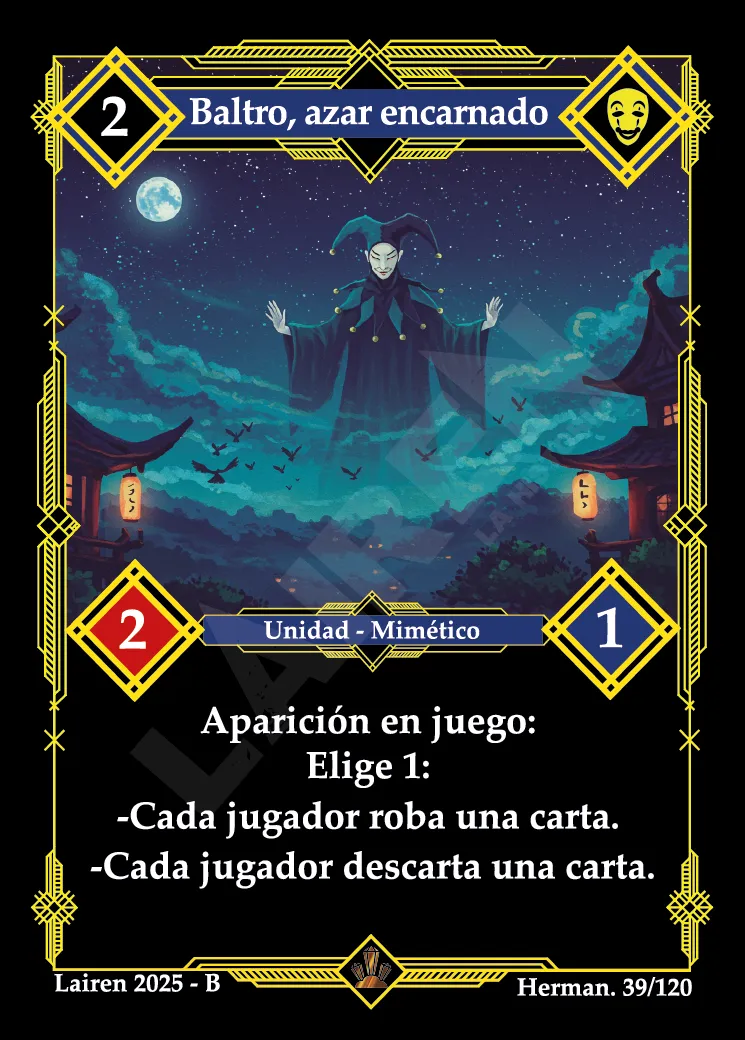 2
Baltro, azar encarnado
2
Unidad - Mimético
1
Aparición en juego:
Elige 1:
-Cada jugador roba una carta.
-Cada jugador descarta una carta.
Lairen 2025 - B
Herman. 39/120
LAIREN